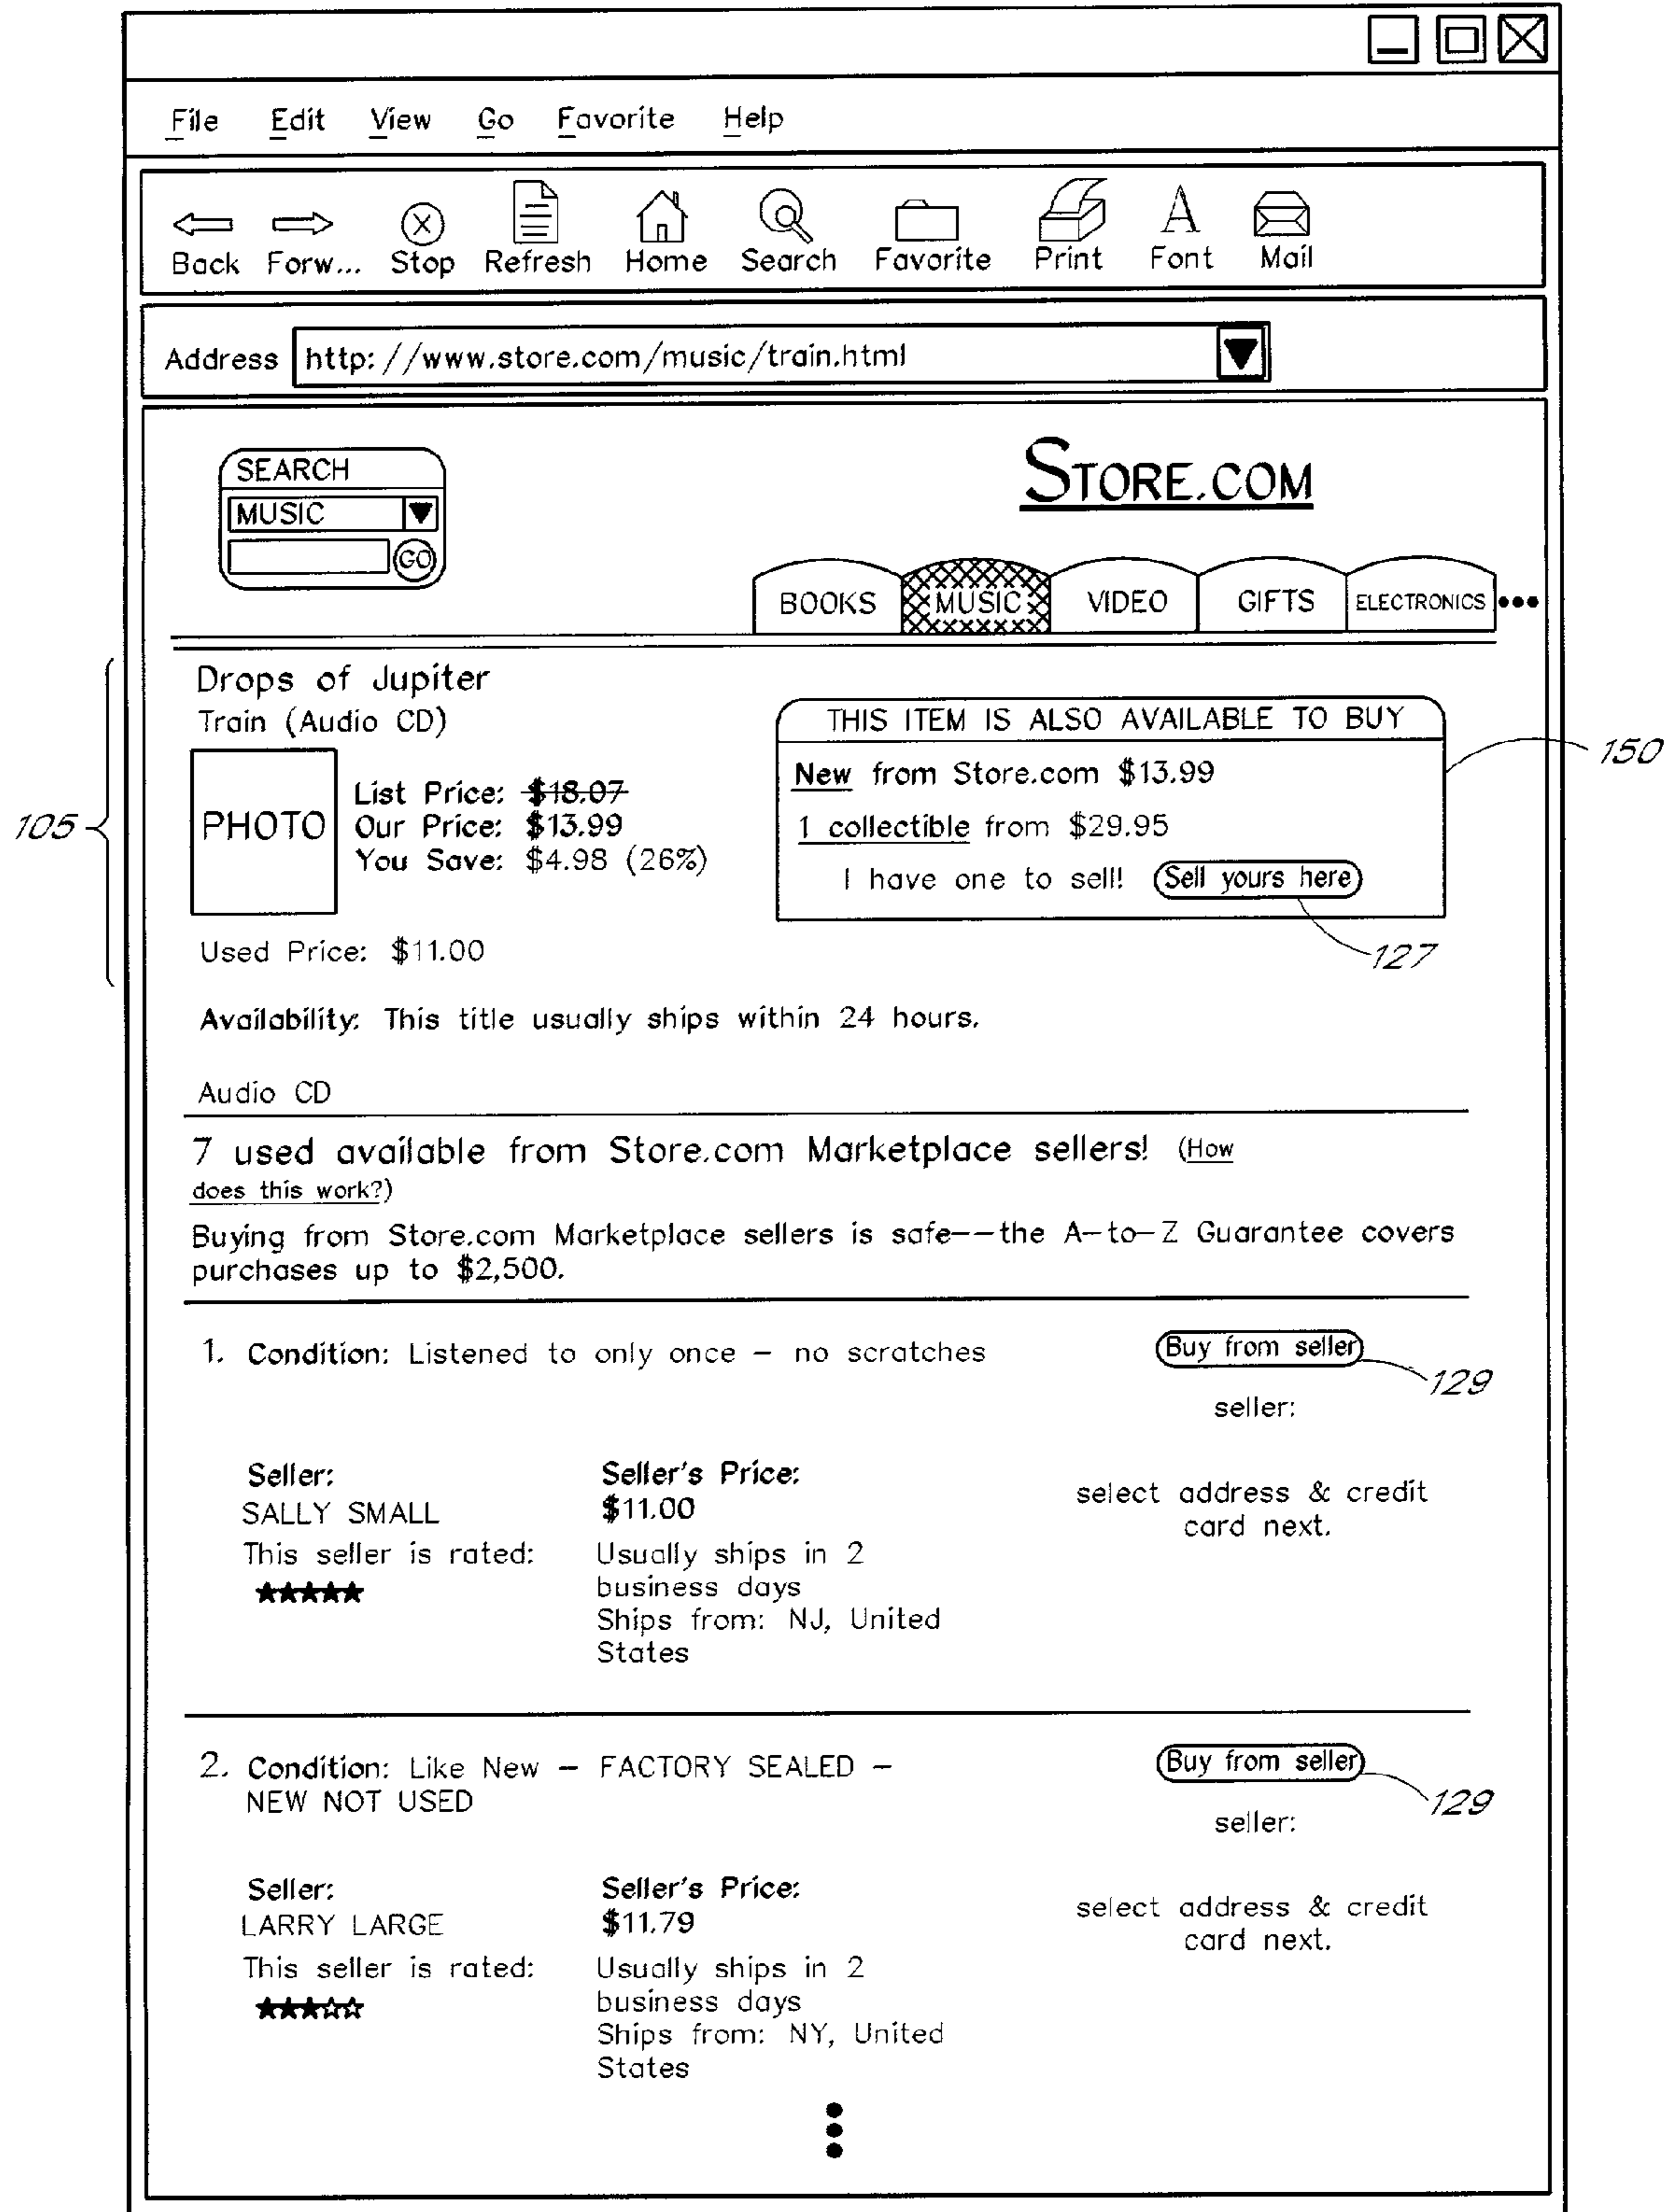 File Edit View Go Favorite Help
Back Forw... Stop Refresh Home Search Favorite Print Font Mail
Address http: //www.store.com/music/train.html
STORE.COM
SEARCH
MUSIC
GO
BOOKS MUSIC VIDEO GIFTS ELECTRONICS
105
Drops of Jupiter
Train (Audio CD)
PHOTO
List Price: $18.07
Our Price: $13.99
You Save: $4.98 (26%)
Used Price: $11.00
THIS ITEM IS ALSO AVAILABLE TO BUY
New from Store.com $13.99
1 collectible from $29.95
I have one to sell! Sell yours here
150
127
Availability: This title usually ships within 24 hours.
Audio CD
7 used available from Store.com Marketplace sellers! (How
does this work?)
Buying from Store.com Marketplace sellers is safe--the A-to-Z Guarantee covers
purchases up to $2,500.
1. Condition: Listened to only once - no scratches
Buy from seller
129
seller:
Seller:
SALLY SMALL
This seller is rated:
Seller's Price:
$11.00
Usually ships in 2
business days
Ships from: NJ, United
States
select address & credit
card next.
2. Condition: Like New - FACTORY SEALED -
NEW NOT USED
Buy from seller
129
seller:
Seller:
LARRY LARGE
This seller is rated:
Seller's Price:
$11.79
Usually ships in 2
business days
Ships from: NY, United
States
select address & credit
card next.